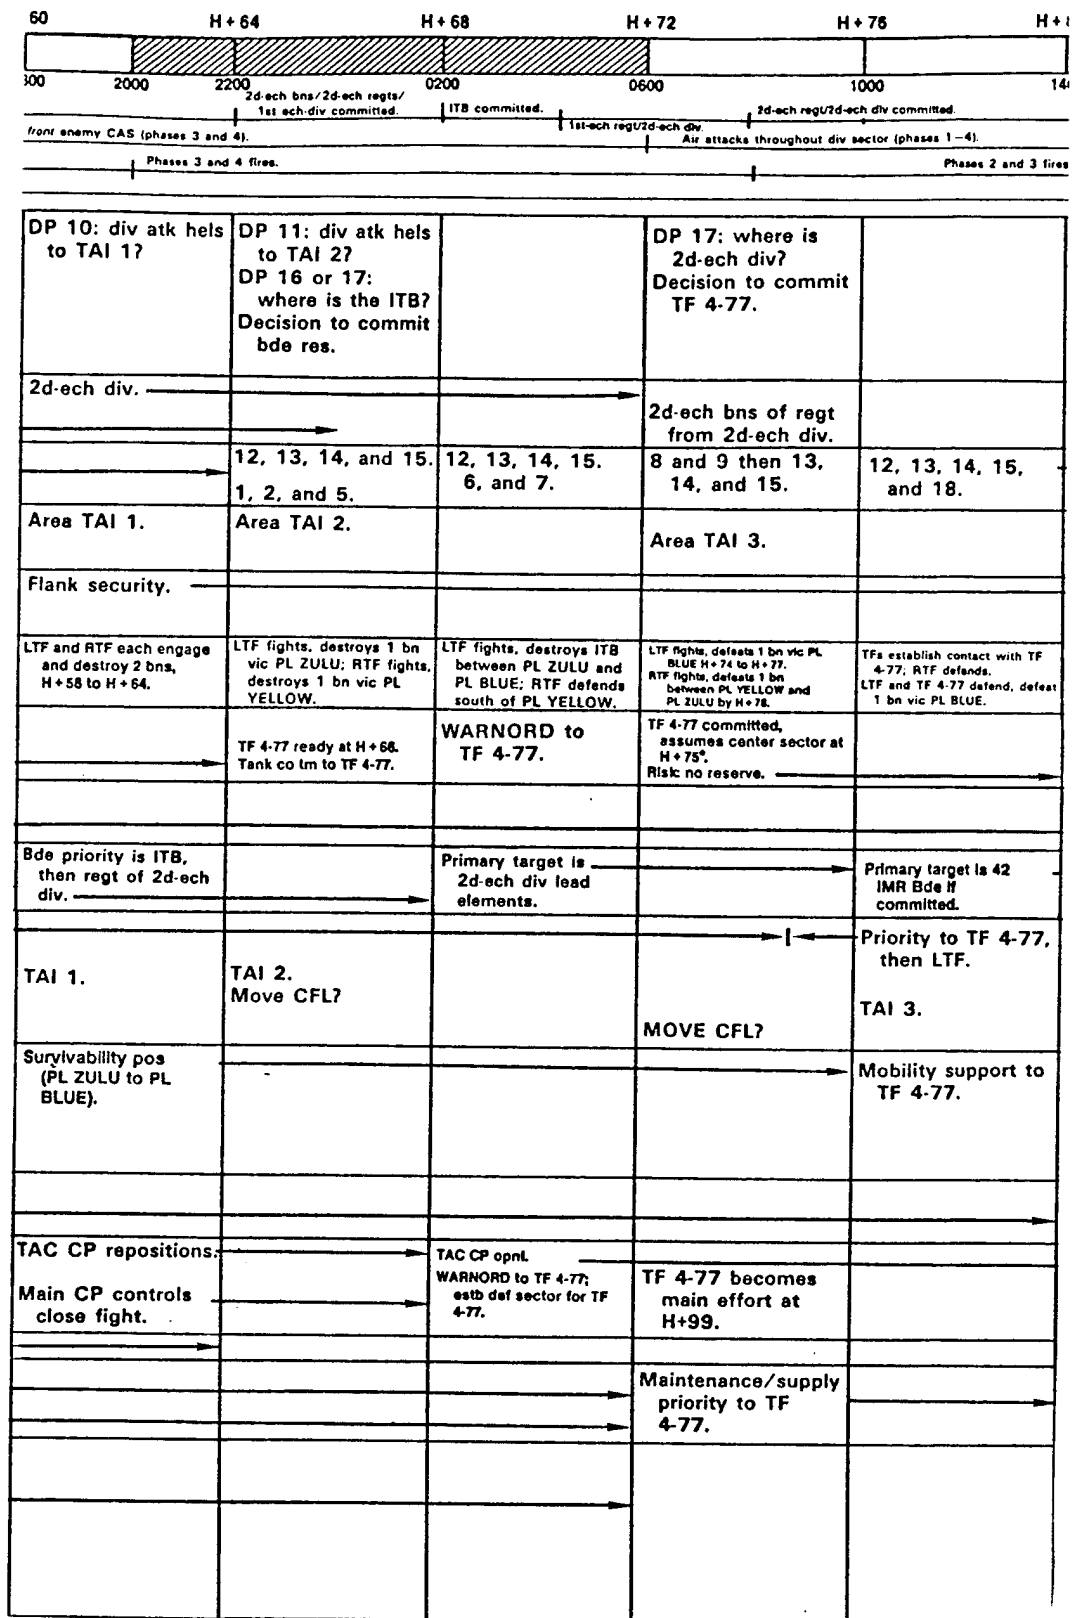 60 H + 64 H + 68 H + 72 H + 76
2000 2200 0200 0600 1000
2d-ech bns/2d-ech regts/
1st ech-div committed.
ITB committed.
2d-ech regt/2d-ech div committed.
1st-ech regt/2d-ech div.
front enemy CAS (phases 3 and 4).
Air attacks throughout div sector (phases 1–4).
Phases 3 and 4 fires.
Phases 2 and 3 fires
DP 10: div atk hels
to TAI 1?
DP 11: div atk hels
to TAI 2?
DP 16 or 17:
where is the ITB?
Decision to commit
bde res.
DP 17: where is
2d-ech div?
Decision to commit
TF 4-77.
2d-ech div.
2d-ech bns of regt
from 2d-ech div.
12, 13, 14, and 15.
1, 2, and 5.
12, 13, 14, 15.
6, and 7.
8 and 9 then 13,
14, and 15.
12, 13, 14, 15,
and 18.
Area TAI 1.
Area TAI 2.
Area TAI 3.
Flank security.
LTF and RTF each engage
and destroy 2 bns,
H+58 to H+64.
LTF fights, destroys 1 bn
vic PL ZULU; RTF fights,
destroys 1 bn vic PL
YELLOW.
LTF fights, destroys ITB
between PL ZULU and
PL BLUE; RTF defends
south of PL YELLOW.
LTF fights, defeats 1 bn vic PL
BLUE H+74 to H+77.
RTF fights, defeats 1 bn
between PL YELLOW and
PL ZULU by H+78.
TFs establish contact with TF
4-77; RTF defends.
LTF and TF 4-77 defend, defeat
1 bn vic PL BLUE.
TF 4-77 ready at H+66.
Tank co tm to TF 4-77.
WARNORD to
TF 4-77.
TF 4-77 committed,
assumes center sector at
H+75*.
Risk: no reserve.
Bde priority is ITB,
then regt of 2d-ech
div.
Primary target is
2d-ech div lead
elements.
Primary target is 42
IMR Bde if
committed.
Priority to TF 4-77,
then LTF.
TAI 1.
TAI 2.
Move CFL?
MOVE CFL?
TAI 3.
Survivability pos
(PL ZULU to PL
BLUE).
Mobility support to
TF 4-77.
TAC CP repositions.
Main CP controls
close fight.
TAC CP opnl.
WARNORD to TF 4-77;
estb def sector for TF
4-77.
TF 4-77 becomes
main effort at
H+99.
Maintenance/supply
priority to TF
4-77.